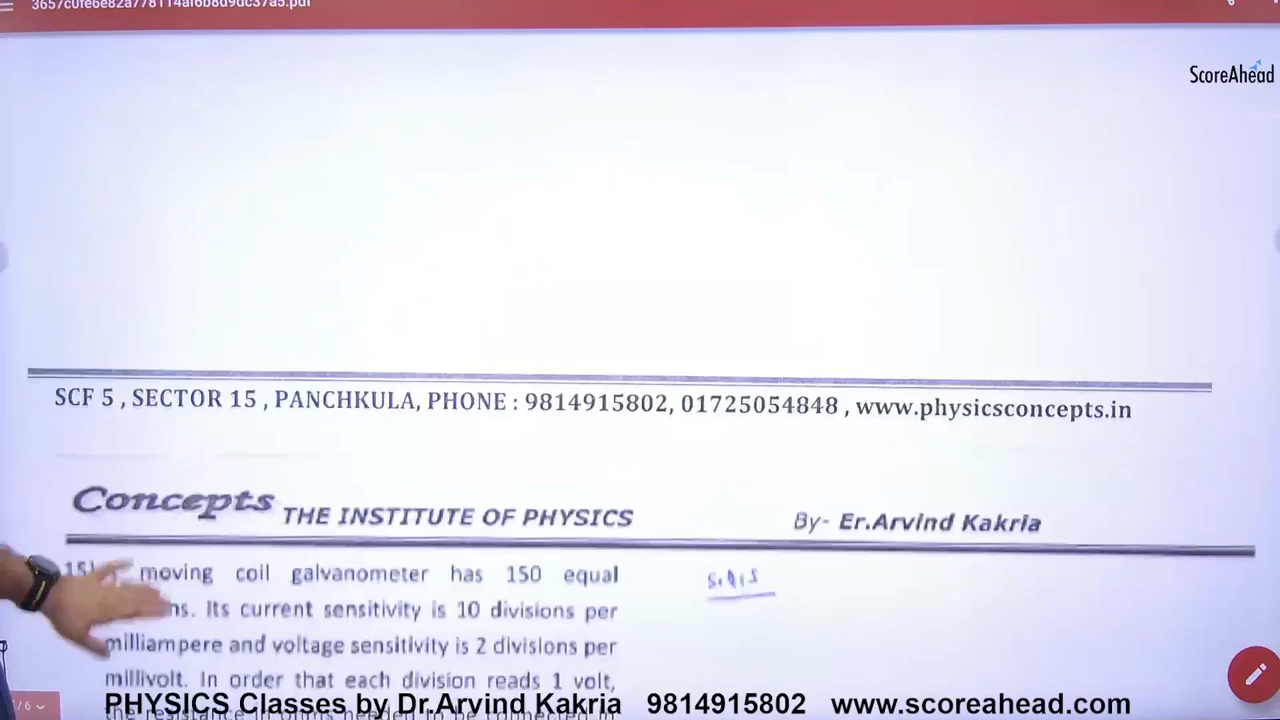 3657c0fe6e82a778114af6b8d9dc37a5.pdf
ScoreAhead
SCF 5 , SECTOR 15 , PANCHKULA, PHONE : 9814915802, 01725054848 , www.physicsconcepts.in
Concepts THE INSTITUTE OF PHYSICS By- Er.Arvind Kakria
moving coil galvanometer has 150 equal
Its current sensitivity is 10 divisions per
milliampere and voltage sensitivity is 2 divisions per
millivolt. In order that each division reads 1 volt,
/6
PHYSICS Classes by Dr.Arvind Kakria 9814915802 www.scoreahead.com